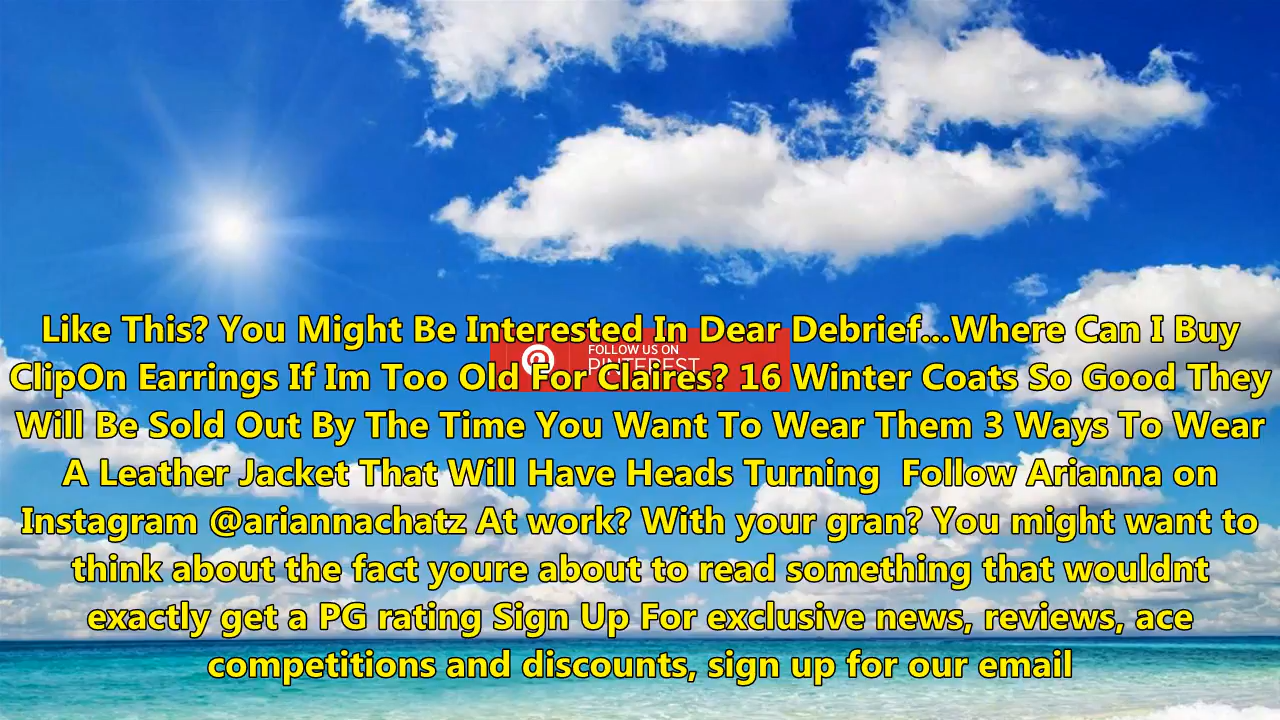 Like This? You Might Be Interested In Dear Debrief...Where Can I Buy
FOLLOW US ON
PINTEREST
ClipOn Earrings If Im Too Old For Claires? 16 Winter Coats So Good They
Will Be Sold Out By The Time You Want To Wear Them 3 Ways To Wear
A Leather Jacket That Will Have Heads Turning  Follow Arianna on
Instagram @ariannachatz At work? With your gran? You might want to
think about the fact youre about to read something that wouldnt
exactly get a PG rating Sign Up For exclusive news, reviews, ace
competitions and discounts, sign up for our email